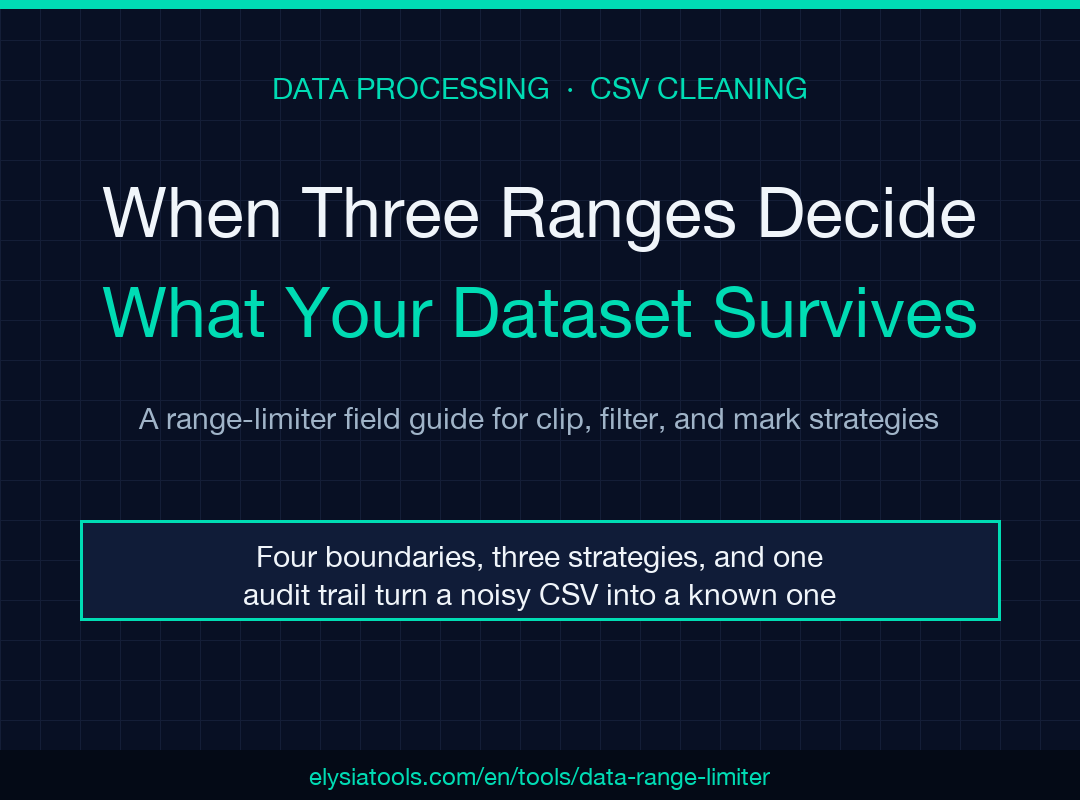 DATA PROCESSING · CSV CLEANING
When Three Ranges Decide
What Your Dataset Survives
A range-limiter field guide for clip, filter, and mark strategies
Four boundaries, three strategies, and one
audit trail turn a noisy CSV into a known one
elysiatools.com/en/tools/data-range-limiter